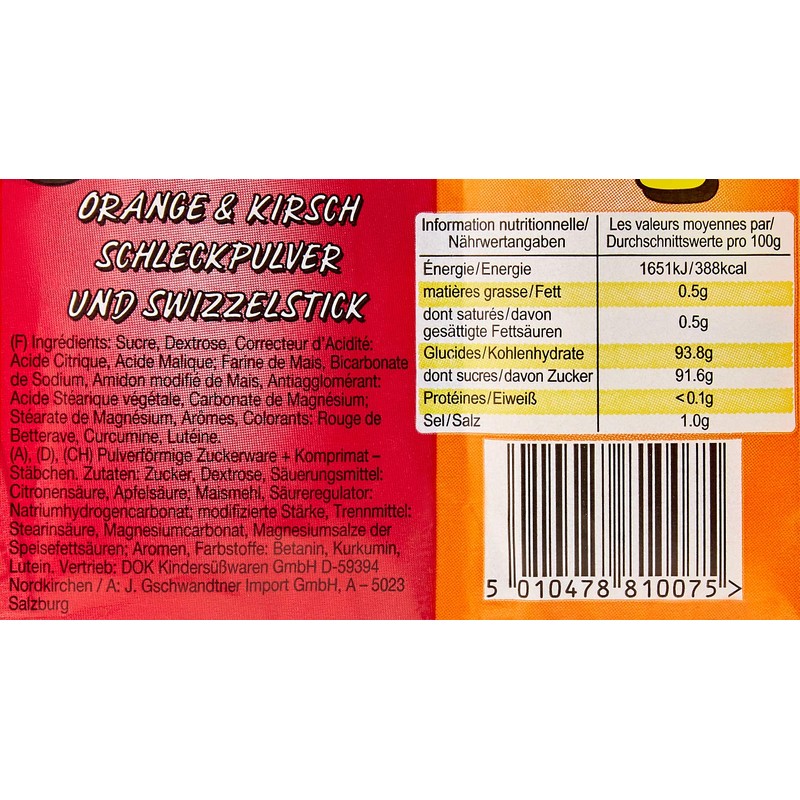 ORANGE & KIRSCH
SCHLECKPULVER
UND SWIZZELSTICK
(F) Ingrédients: Sucre, Dextrose, Correcteur d'Acidité:
Acide Citrique, Acide Malique; Farine de Mais, Bicarbonate
de Sodium, Amidon modifié de Mais, Antiagglomérant:
Acide Stéarique végétale, Carbonate de Magnésium;
Stéarate de Magnésium, Arômes, Colorants: Rouge de
Betterave, Curcumine, Lutéine.
(A), (D), (CH) Pulverförmige Zuckerware + Komprimat –
Stäbchen. Zutaten: Zucker, Dextrose, Säuerungsmittel:
Citronensäure, Apfelsäure; Maismehl, Säureregulator:
Natriumhydrogencarbonat; modifizierte Stärke, Trennmittel:
Stearinsäure, Magnesiumcarbonat, Magnesiumsalze der
Speisefettsäuren; Aromen, Farbstoffe: Betanin, Kurkumin,
Lutein. Vertrieb: DOK Kindersüßwaren GmbH D-59394
Nordkirchen / A: J. Gschwandtner Import GmbH, A – 5023
Salzburg
Information nutritionnelle/ Les valeurs moyennes par/
Nährwertangaben Durchschnittswerte pro 100g
Énergie/Energie 1651kJ/388kcal
matières grasse/Fett 0.5g
dont saturés/davon
gesättigte Fettsäuren 0.5g
Glucides/Kohlenhydrate 93.8g
dont sucres/davon Zucker 91.6g
Protéines/Eiweiß <0.1g
Sel/Salz 1.0g
5 010478 810075 >